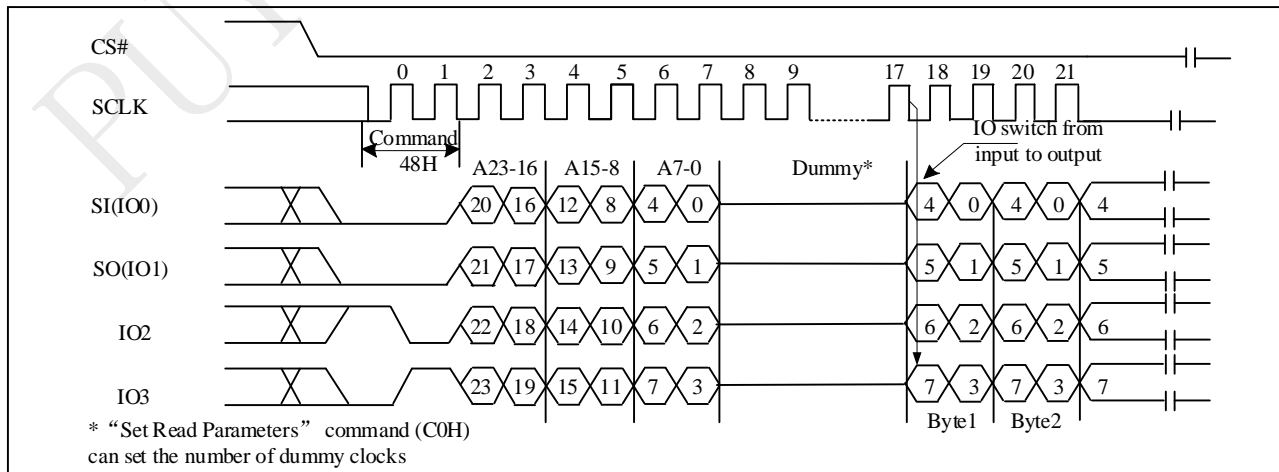 PUY
CS#
0 1 2 3 4 5 6 7 8 9 17 18 19 20 21
SCLK
Command
48H
IO switch from
input to output
A23-16 A15-8 A7-0 Dummy*
SI(IO0) 20 16 12 8 4 0 4 0 4 0 4
SO(IO1) 21 17 13 9 5 1 5 1 5 1 5
IO2 22 18 14 10 6 2 6 2 6 2 6
IO3 23 19 15 11 7 3 7 3 7 3 7
Byte1 Byte2
* “Set Read Parameters” command (C0H)
can set the number of dummy clocks